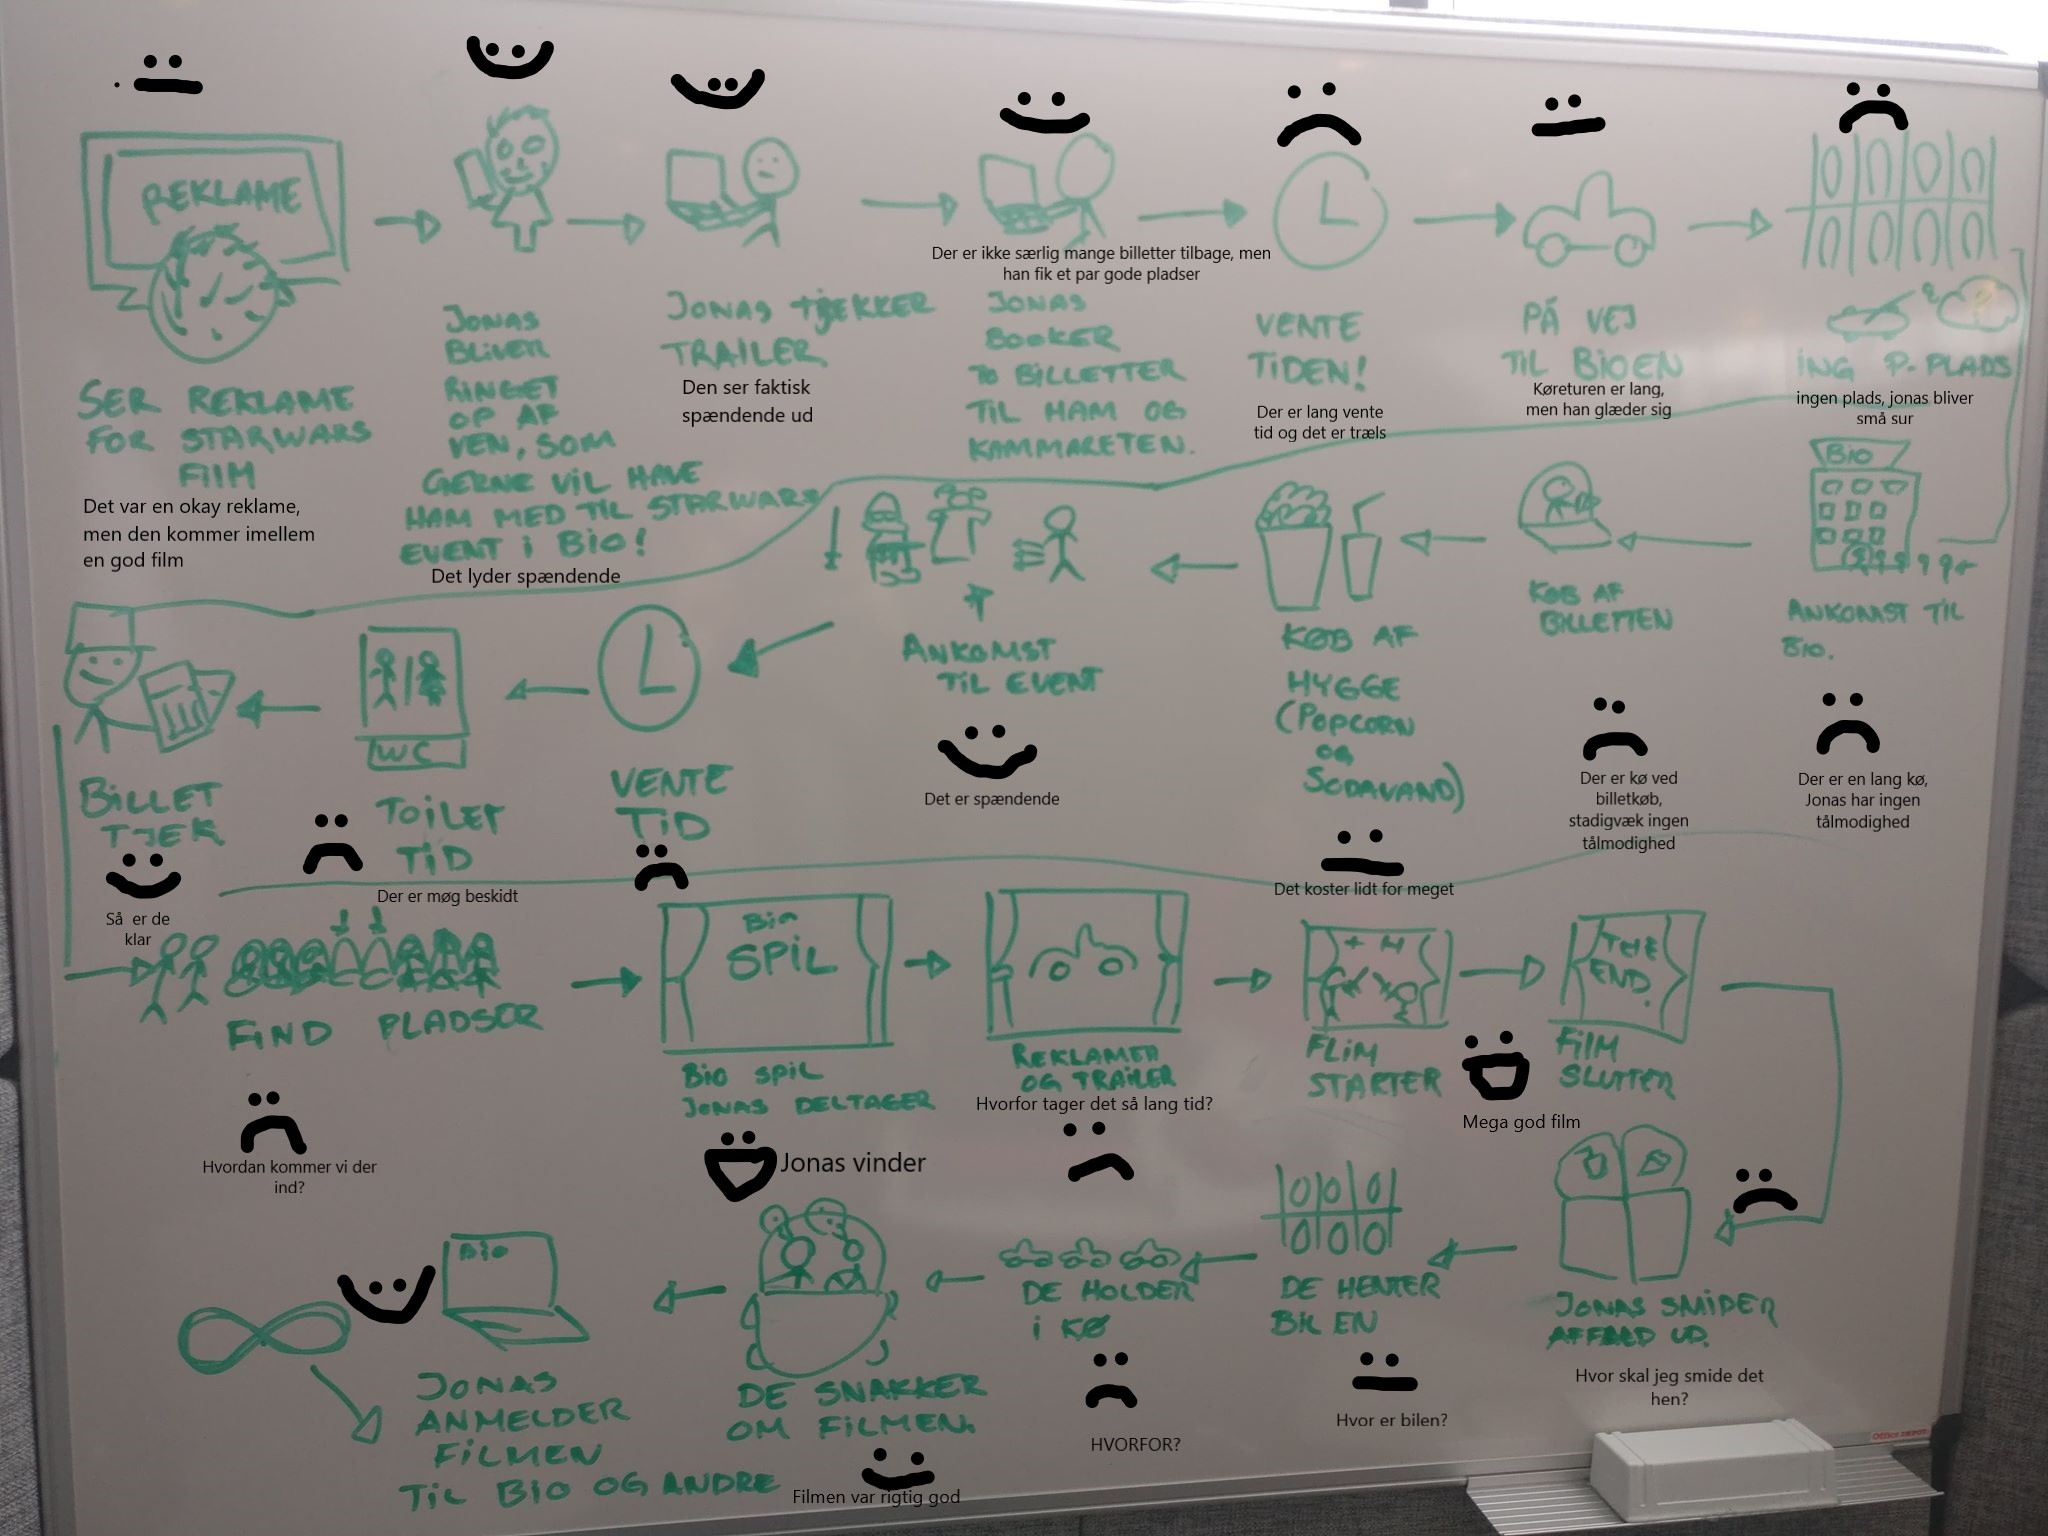 REKLAME
SER REKLAME
FOR STARWARS
FILM
Det var en okay reklame,
men den kommer imellem
en god film
JONAS
BLIVER
RINGET
OP AF
VEN, SOM
GERNE VIL HAVE
HAM MED TIL STARWARS
EVENT i BiO!
Det lyder spændende
JONAS TJEKKER
TRAILER
Den ser faktisk
spændende ud
Der er ikke særlig mange billetter tilbage, men
han fik et par gode pladser
JONAS
BOOKER
TO BILLETTER
TIL HAM OG
KAMMARETEN.
VENTE
TIDEN!
Der er lang vente
tid og det er træls
PÅ VEJ
TIL BIOEN
Køreturen er lang,
men han glæder sig
ING P. PLADS
ingen plads, jonas bliver
små sur
BIO
ANKOMST TIL
BIO.
Der er en lang kø,
Jonas har ingen
tålmodighed
KØB AF
BILLETTEN
Der er kø ved
billetkøb,
stadigvæk ingen
tålmodighed
KØB AF
HYGGE
(POPCORN
OG
SODAVAND)
Det koster lidt for meget
ANKOMST
TIL EVENT
Det er spændende
VENTE
TID
WC
TOILET
TID
Der er møg beskidt
BILLET
TJEK
Så er de
klar
FIND PLADSER
Hvordan kommer vi der
ind?
BIO
SPIL
BIO SPIL
JONAS DELTAGER
Jonas vinder
REKLAMER
OG TRAILER
Hvorfor tager det så lang tid?
FLIM
STARTER
THE
END.
FILM
SLUTTER
Mega god film
JONAS SMIDER
AFFALD UD.
Hvor skal jeg smide det
hen?
DE HENTER
BILEN
Hvor er bilen?
DE HOLDER
i KØ
HVORFOR?
DE SNAKKER
OM FILMEN.
Filmen var rigtig god
BIO
JONAS
ANMELDER
FILMEN
TIL BIO OG ANDRE
Office DEPOT